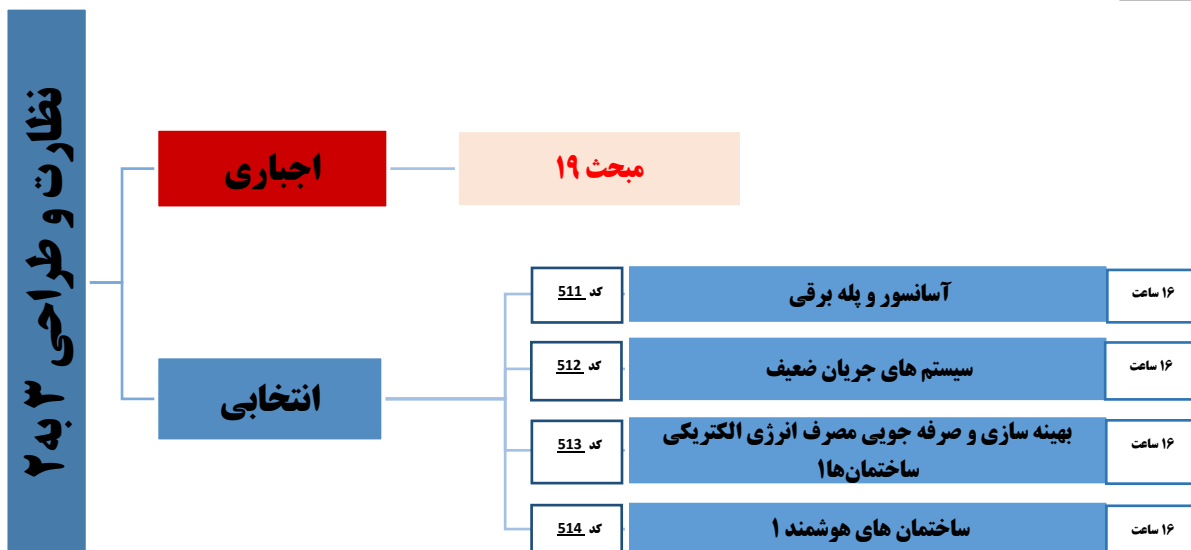 نظارت و طراحی ۳ به ۲
اجباری
مبحث ۱۹
انتخابی
کد 511
آسانسور و پله برقی
۱۶ ساعت
کد 512
سیستم های جریان ضعیف
۱۶ ساعت
کد 513
بهینه سازی و صرفه جویی مصرف انرژی الکتریکی
ساختمان‌ها۱
۱۶ ساعت
کد 514
ساختمان های هوشمند ۱
۱۶ ساعت